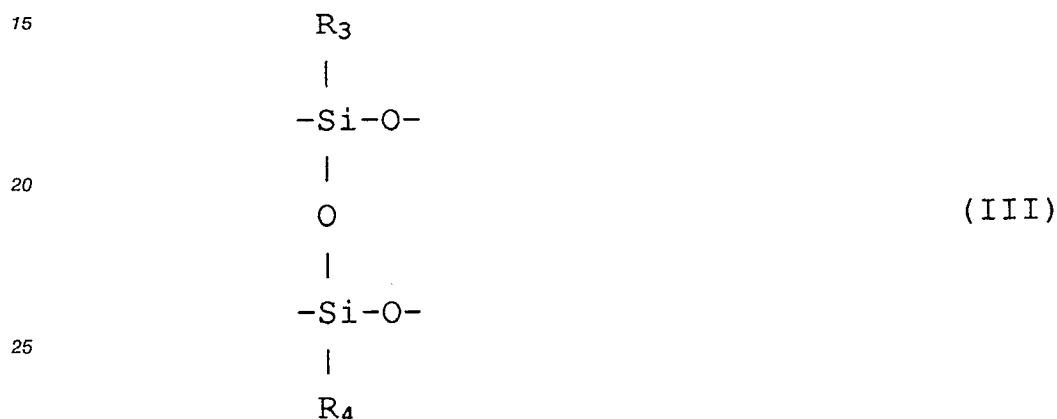 15 R3
|
-Si-O-
|
20
O (III)
|
-Si-O-
25 |
R4